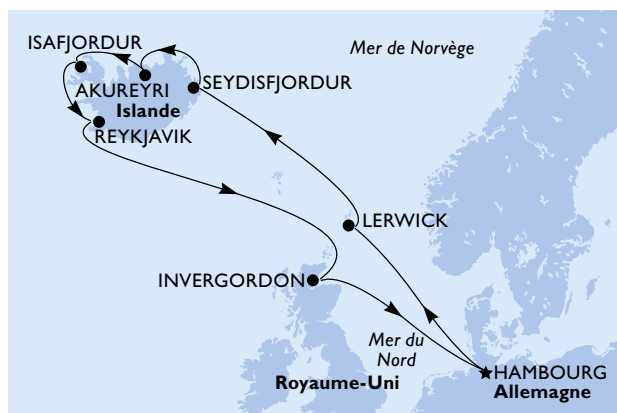 ISAFJORDUR
Mer de Norvège
SEYDISFJORDUR
AKUREYRI
Islande
REYKJAVIK
LERWICK
INVERGORDON
Mer du
Nord
HAMBOURG
Royaume-Uni
Allemagne